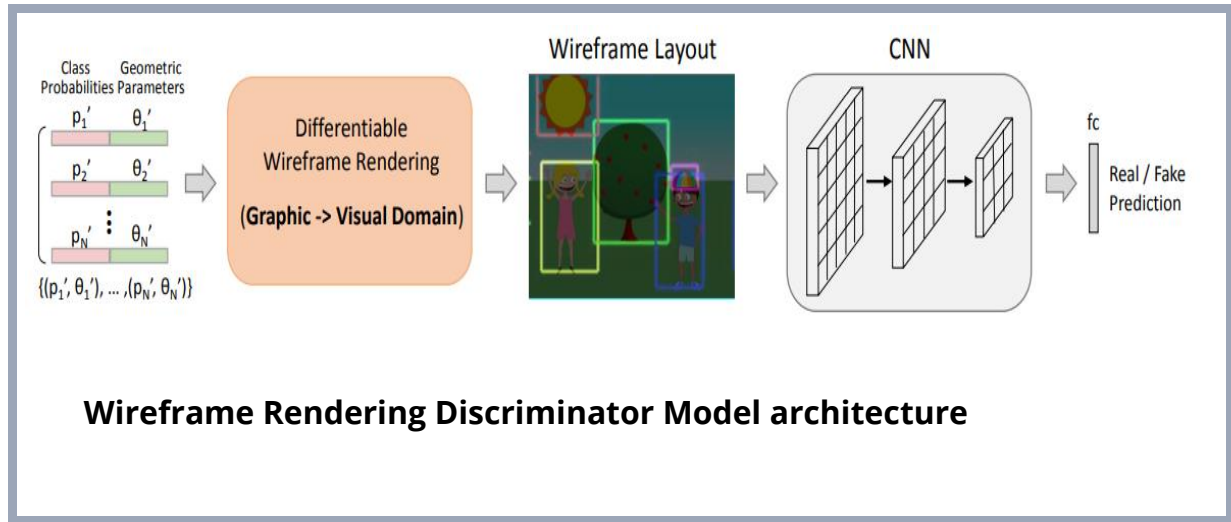 Class Probabilities
Geometric Parameters
p₁′ θ₁′
p₂′ θ₂′
⋮
pN′ θN′
{(p₁′, θ₁′), ... ,(pN′, θN′)}
Differentiable
Wireframe Rendering
(Graphic -> Visual Domain)
Wireframe Layout
CNN
fc
Real / Fake
Prediction
Wireframe Rendering Discriminator Model architecture